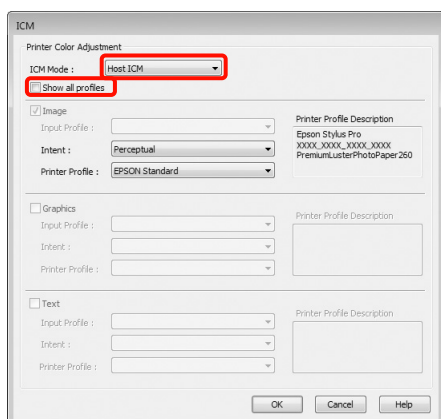 ICM
Printer Color Adjustment
ICM Mode : Host ICM
Show all profiles
Image
Input Profile :
Intent : Perceptual
Printer Profile : EPSON Standard
Printer Profile Description
Epson Stylus Pro
XXXX_XXXX_XXXX_XXXX
PremiumLusterPhotoPaper260
Graphics
Input Profile :
Intent :
Printer Profile :
Printer Profile Description
Text
Input Profile :
Intent :
Printer Profile :
Printer Profile Description
OK Cancel Help